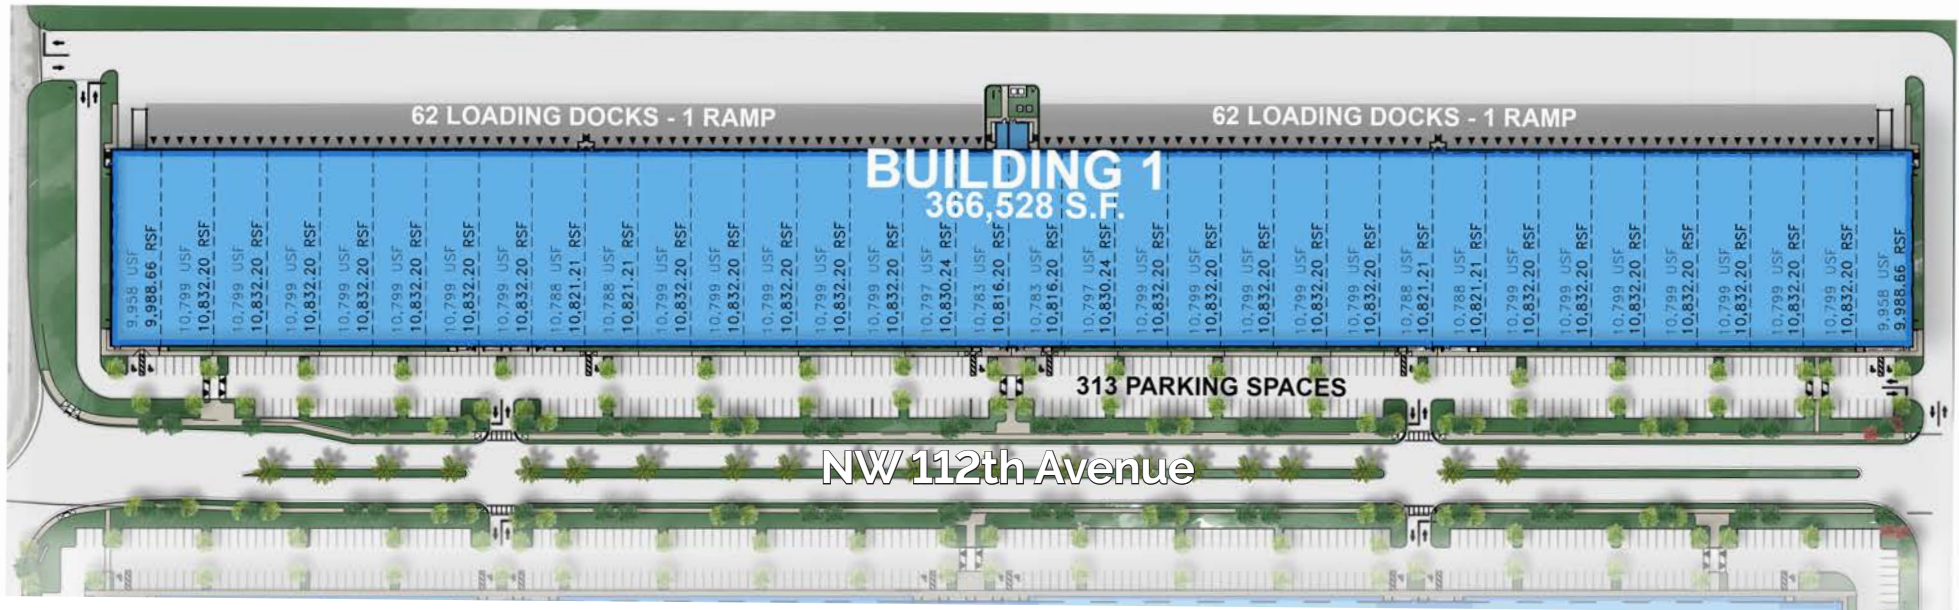 62 LOADING DOCKS - 1 RAMP
62 LOADING DOCKS - 1 RAMP
BUILDING 1
366,528 S.F.
9,958 USF
9,988.66 RSF
10,799 USF
10,832.20 RSF
10,799 USF
10,832.20 RSF
10,799 USF
10,832.20 RSF
10,799 USF
10,832.20 RSF
10,799 USF
10,832.20 RSF
10,799 USF
10,832.20 RSF
10,799 USF
10,832.20 RSF
10,788 USF
10,821.21 RSF
10,788 USF
10,821.21 RSF
10,799 USF
10,832.20 RSF
10,799 USF
10,832.20 RSF
10,799 USF
10,832.20 RSF
10,799 USF
10,832.20 RSF
10,799 USF
10,832.20 RSF
10,797 USF
10,830.24 RSF
10,783 USF
10,816.20 RSF
10,783 USF
10,816.20 RSF
10,797 USF
10,830.24 RSF
10,799 USF
10,832.20 RSF
10,799 USF
10,832.20 RSF
10,799 USF
10,832.20 RSF
10,799 USF
10,832.20 RSF
10,799 USF
10,832.20 RSF
10,788 USF
10,821.21 RSF
10,788 USF
10,821.21 RSF
10,799 USF
10,832.20 RSF
10,799 USF
10,832.20 RSF
10,799 USF
10,832.20 RSF
10,799 USF
10,832.20 RSF
10,799 USF
10,832.20 RSF
10,799 USF
10,832.20 RSF
10,799 USF
10,832.20 RSF
9,958 USF
9,988.66 RSF
313 PARKING SPACES
NW 112th Avenue